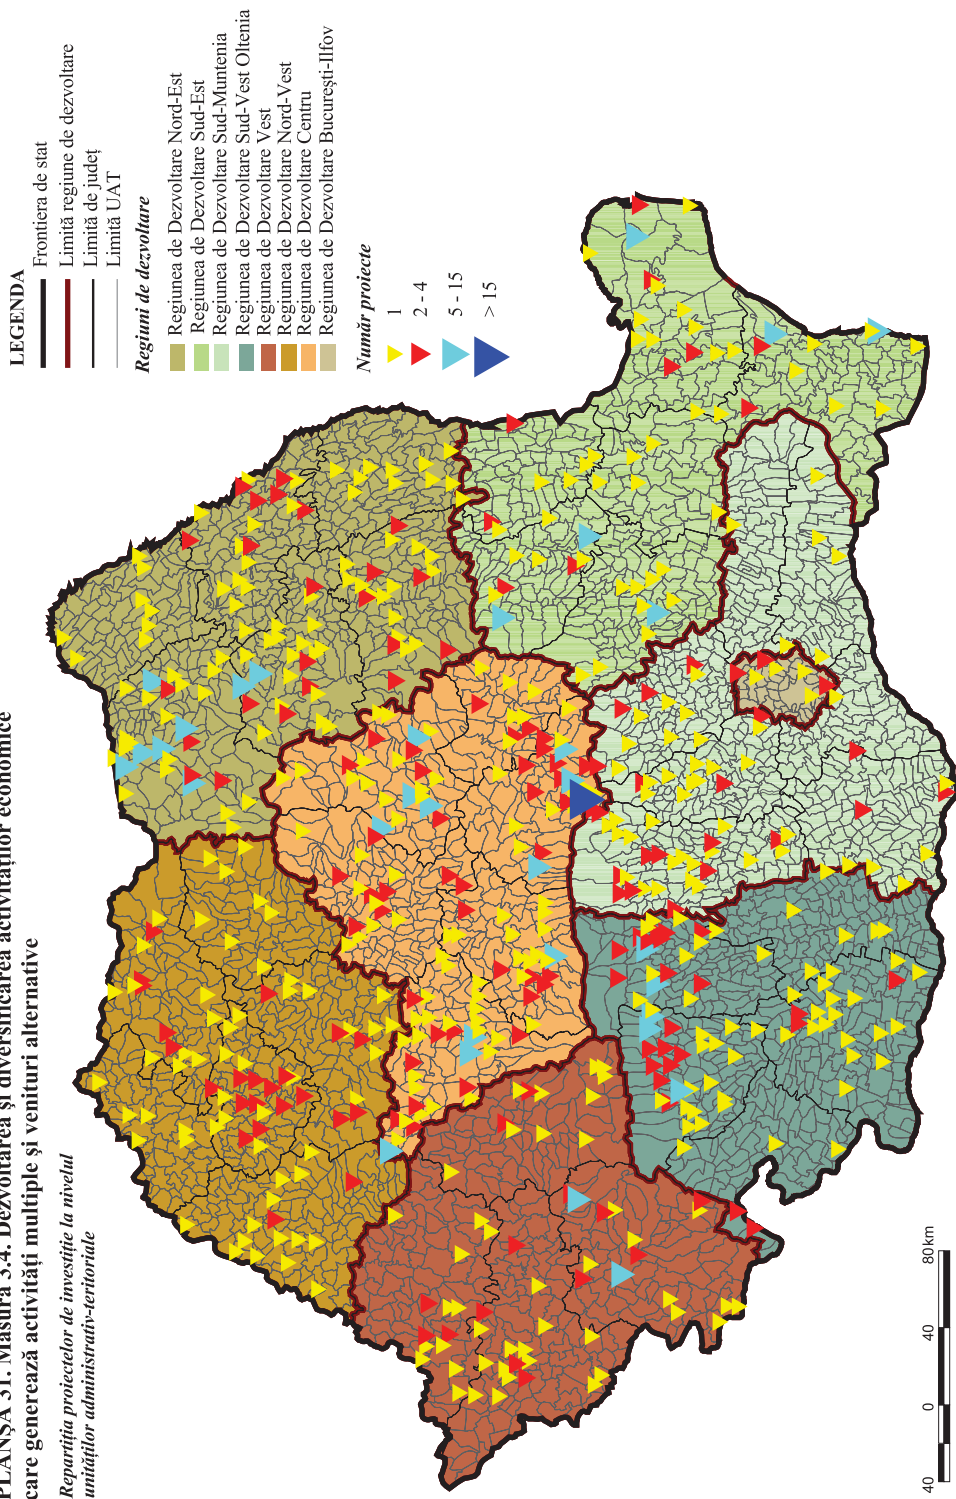 PLANȘA 31. Măsura 3.4. Dezvoltarea și diversificarea activităților economice
care generează activități multiple și venituri alternative
Repartiția proiectelor de investiție la nivelul
unităților administrativ-teritoriale
LEGENDA
Frontiera de stat
Limită regiune de dezvoltare
Limită de județ
Limită UAT
Regiuni de dezvoltare
Regiunea de Dezvoltare Nord-Est
Regiunea de Dezvoltare Sud-Est
Regiunea de Dezvoltare Sud-Muntenia
Regiunea de Dezvoltare Sud-Vest Oltenia
Regiunea de Dezvoltare Vest
Regiunea de Dezvoltare Nord-Vest
Regiunea de Dezvoltare Centru
Regiunea de Dezvoltare București-Ilfov
Număr proiecte
1
2 - 4
5 - 15
> 15
40 0 40 80 km